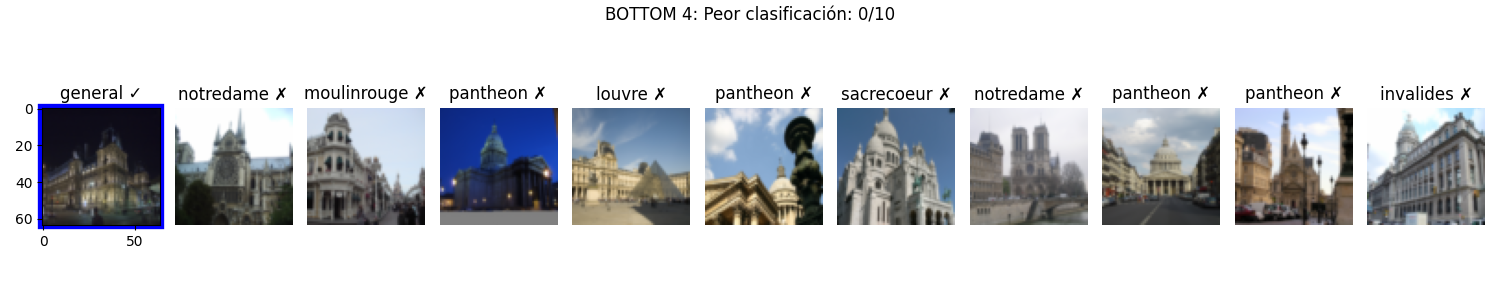 BOTTOM 4: Peor clasificación: 0/10
general ✓ notredame ✗ moulinrouge ✗ pantheon ✗ louvre ✗ pantheon ✗ sacrecoeur ✗ notredame ✗ pantheon ✗ pantheon ✗ invalides ✗
0
20
40
60
0 50